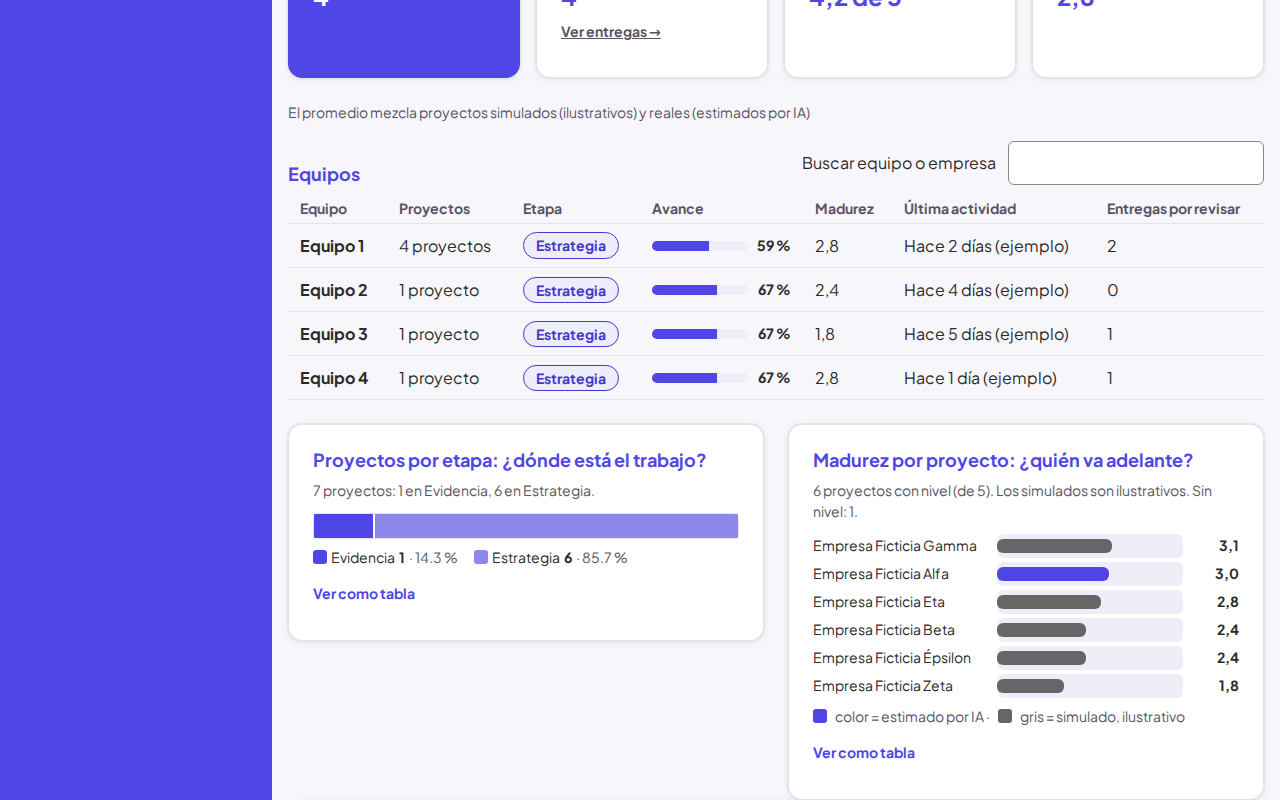 4
4
4,2 de 5
2,6
Ver entregas →
El promedio mezcla proyectos simulados (ilustrativos) y reales (estimados por IA)
Equipos
Buscar equipo o empresa
Equipo Proyectos Etapa Avance Madurez Última actividad Entregas por revisar
Equipo 1 4 proyectos Estrategia 59 % 2,8 Hace 2 días (ejemplo) 2
Equipo 2 1 proyecto Estrategia 67 % 2,4 Hace 4 días (ejemplo) 0
Equipo 3 1 proyecto Estrategia 67 % 1,8 Hace 5 días (ejemplo) 1
Equipo 4 1 proyecto Estrategia 67 % 2,8 Hace 1 día (ejemplo) 1
Proyectos por etapa: ¿dónde está el trabajo?
7 proyectos: 1 en Evidencia, 6 en Estrategia.
Evidencia 1 · 14.3 % Estrategia 6 · 85.7 %
Ver como tabla
Madurez por proyecto: ¿quién va adelante?
6 proyectos con nivel (de 5). Los simulados son ilustrativos. Sin
nivel: 1.
Empresa Ficticia Gamma 3,1
Empresa Ficticia Alfa 3,0
Empresa Ficticia Eta 2,8
Empresa Ficticia Beta 2,4
Empresa Ficticia Épsilon 2,4
Empresa Ficticia Zeta 1,8
color = estimado por IA · gris = simulado, ilustrativo
Ver como tabla